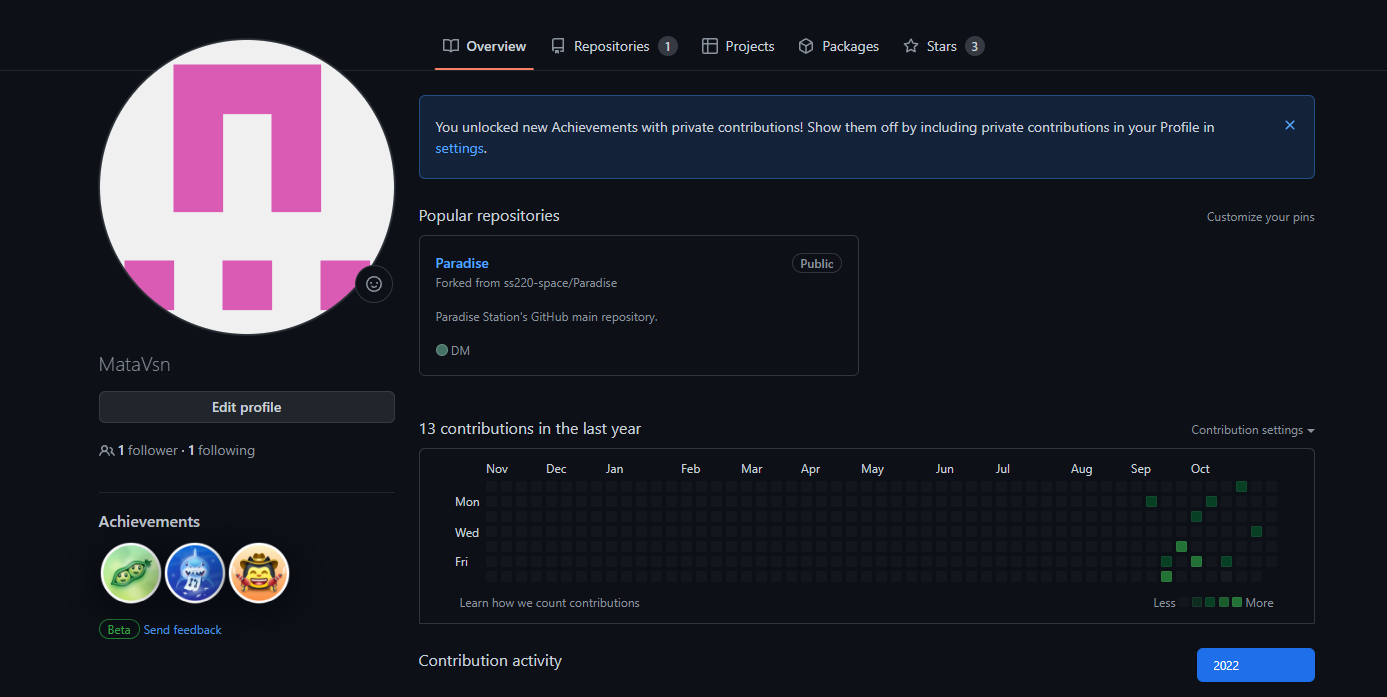 Overview Repositories 1 Projects Packages Stars 3
You unlocked new Achievements with private contributions! Show them off by including private contributions in your Profile in
settings.
Popular repositories Customize your pins
Paradise Public
Forked from ss220-space/Paradise
Paradise Station's GitHub main repository.
DM
MataVsn
Edit profile
1 follower · 1 following
Achievements
Beta Send feedback
13 contributions in the last year Contribution settings
Nov Dec Jan Feb Mar Apr May Jun Jul Aug Sep Oct
Mon
Wed
Fri
Learn how we count contributions Less More
Contribution activity 2022